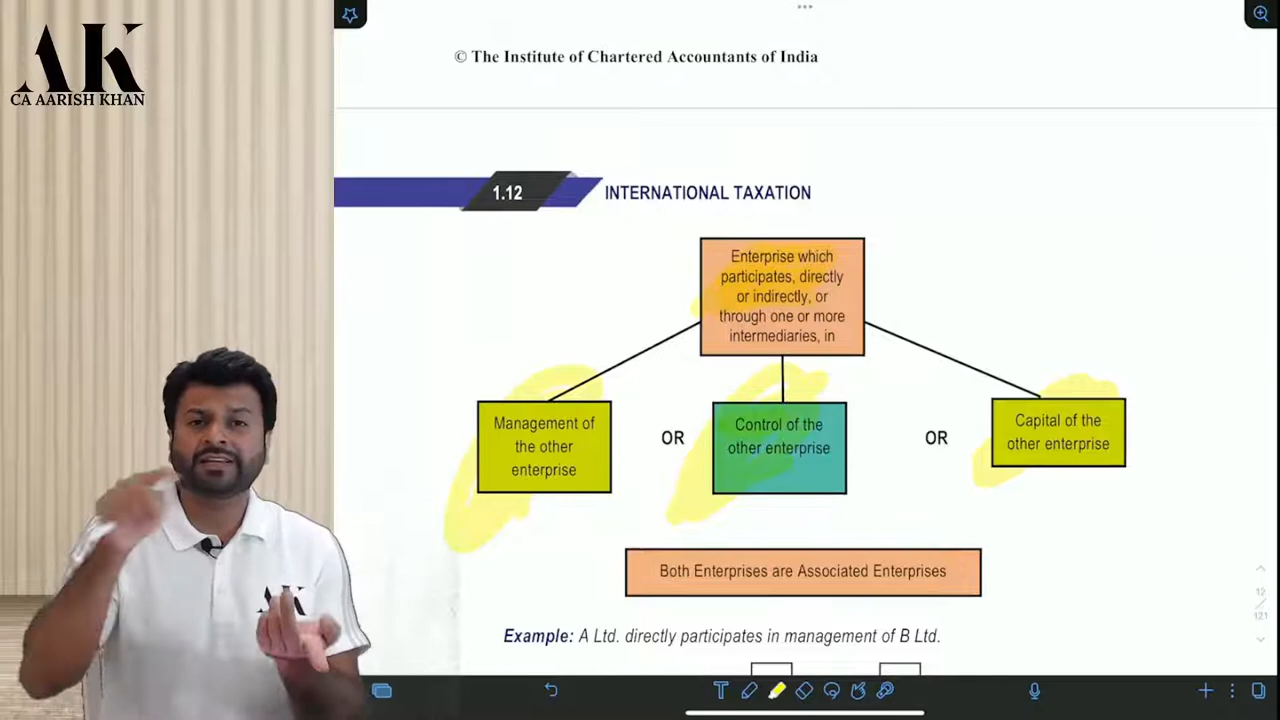 AK
CA AARISH KHAN
© The Institute of Chartered Accountants of India
1.12 INTERNATIONAL TAXATION
Enterprise which
participates, directly
or indirectly, or
through one or more
intermediaries, in
Management of
the other
enterprise
OR
Control of the
other enterprise
OR
Capital of the
other enterprise
Both Enterprises are Associated Enterprises
Example: A Ltd. directly participates in management of B Ltd.
12
121
AK